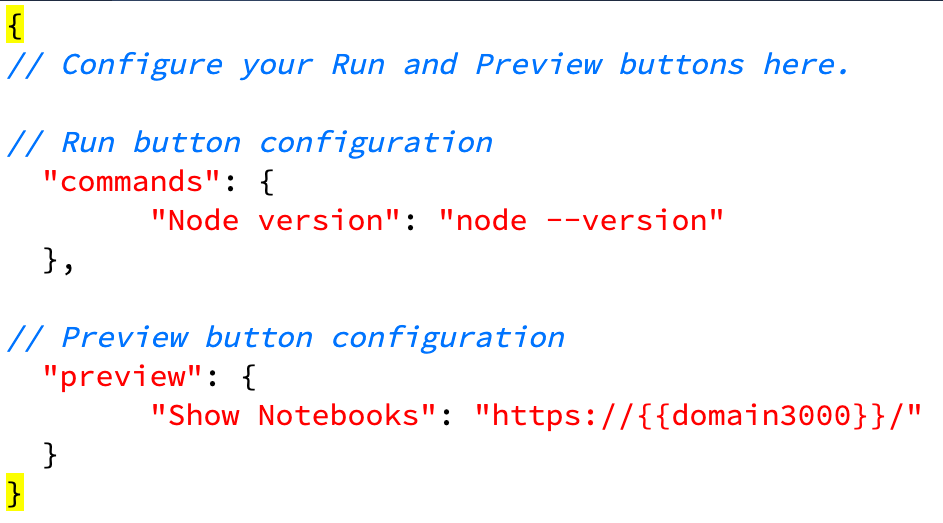 {
// Configure your Run and Preview buttons here.
// Run button configuration
"commands": {
"Node version": "node --version"
},
// Preview button configuration
"preview": {
"Show Notebooks": "https://{{domain3000}}/"
}
}